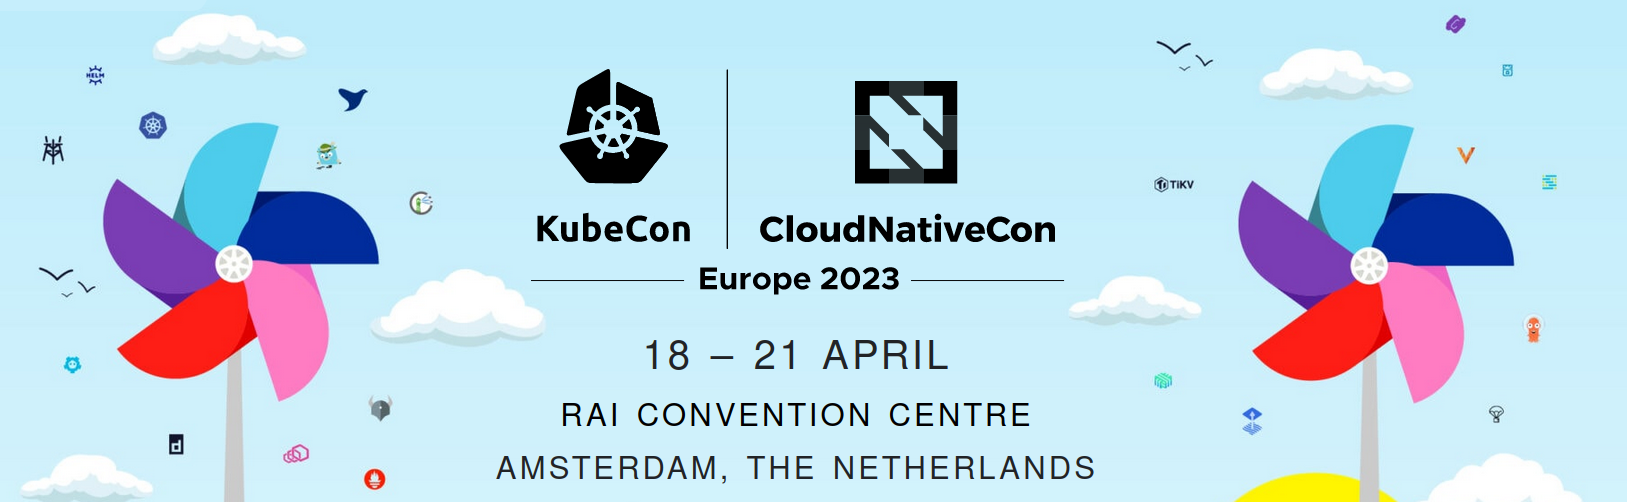 HELM
KubeCon
CloudNativeCon
Europe 2023
TiKV
18 – 21 APRIL
RAI CONVENTION CENTRE
AMSTERDAM, THE NETHERLANDS
d